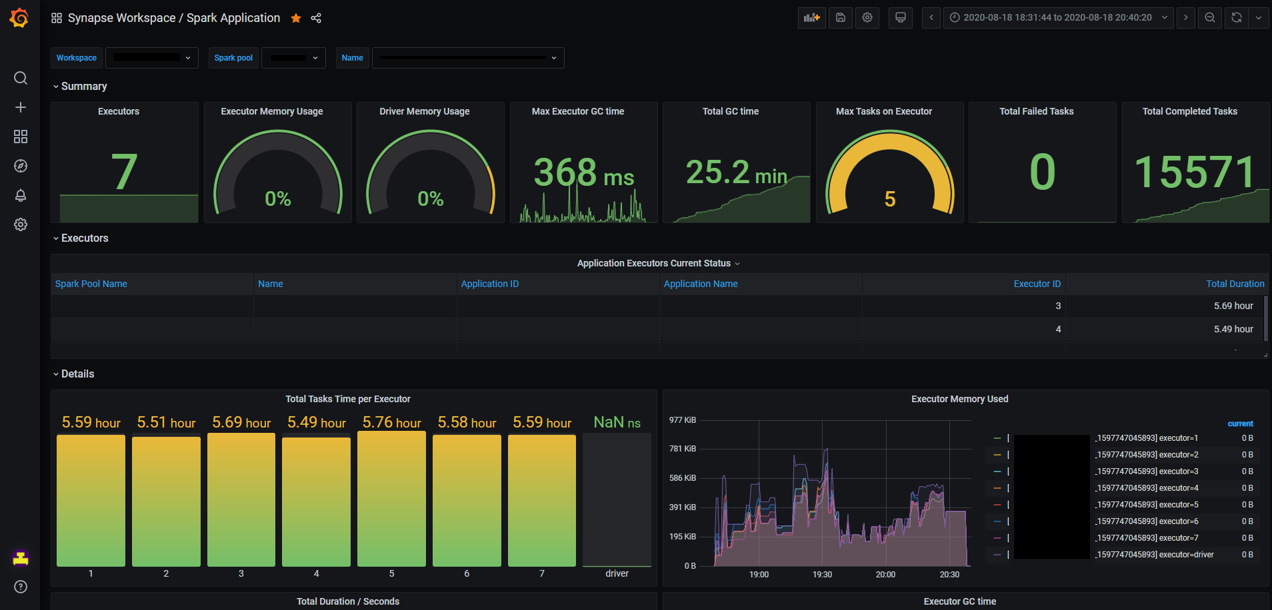 Synapse Workspace / Spark Application
2020-08-18 18:31:44 to 2020-08-18 20:40:20
Workspace
Spark pool
Name
Summary
Executors
Executor Memory Usage
Driver Memory Usage
Max Executor GC time
Total GC time
Max Tasks on Executor
Total Failed Tasks
Total Completed Tasks
7
0%
0%
368 ms
25.2 min
5
0
15571
Executors
Application Executors Current Status
Spark Pool Name
Name
Application ID
Application Name
Executor ID
Total Duration
3
5.69 hour
4
5.49 hour
Details
Total Tasks Time per Executor
5.59 hour
5.51 hour
5.69 hour
5.49 hour
5.76 hour
5.58 hour
5.59 hour
NaN ns
1
2
3
4
5
6
7
driver
Executor Memory Used
977 KiB
781 KiB
586 KiB
391 KiB
195 KiB
0 B
19:00
19:30
20:00
20:30
current
[ _1597747045893] executor=1 0 B
[ _1597747045893] executor=2 0 B
[ _1597747045893] executor=3 0 B
[ _1597747045893] executor=4 0 B
[ _1597747045893] executor=5 0 B
[ _1597747045893] executor=6 0 B
[ _1597747045893] executor=7 0 B
[ _1597747045893] executor=driver 0 B
Total Duration / Seconds
Executor GC time